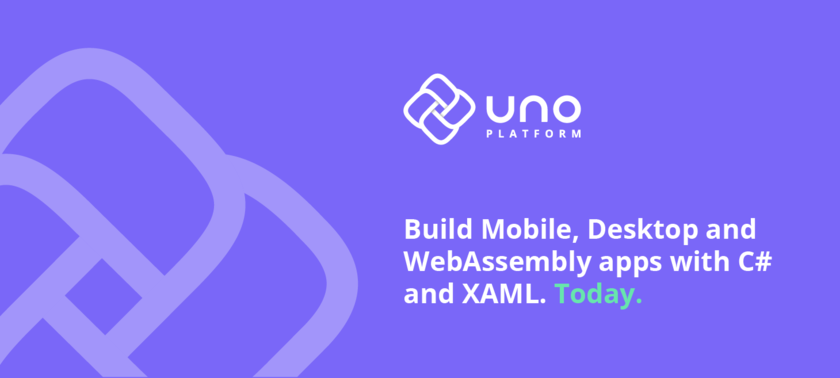 uno
PLATFORM
Build Mobile, Desktop and
WebAssembly apps with C#
and XAML. Today.